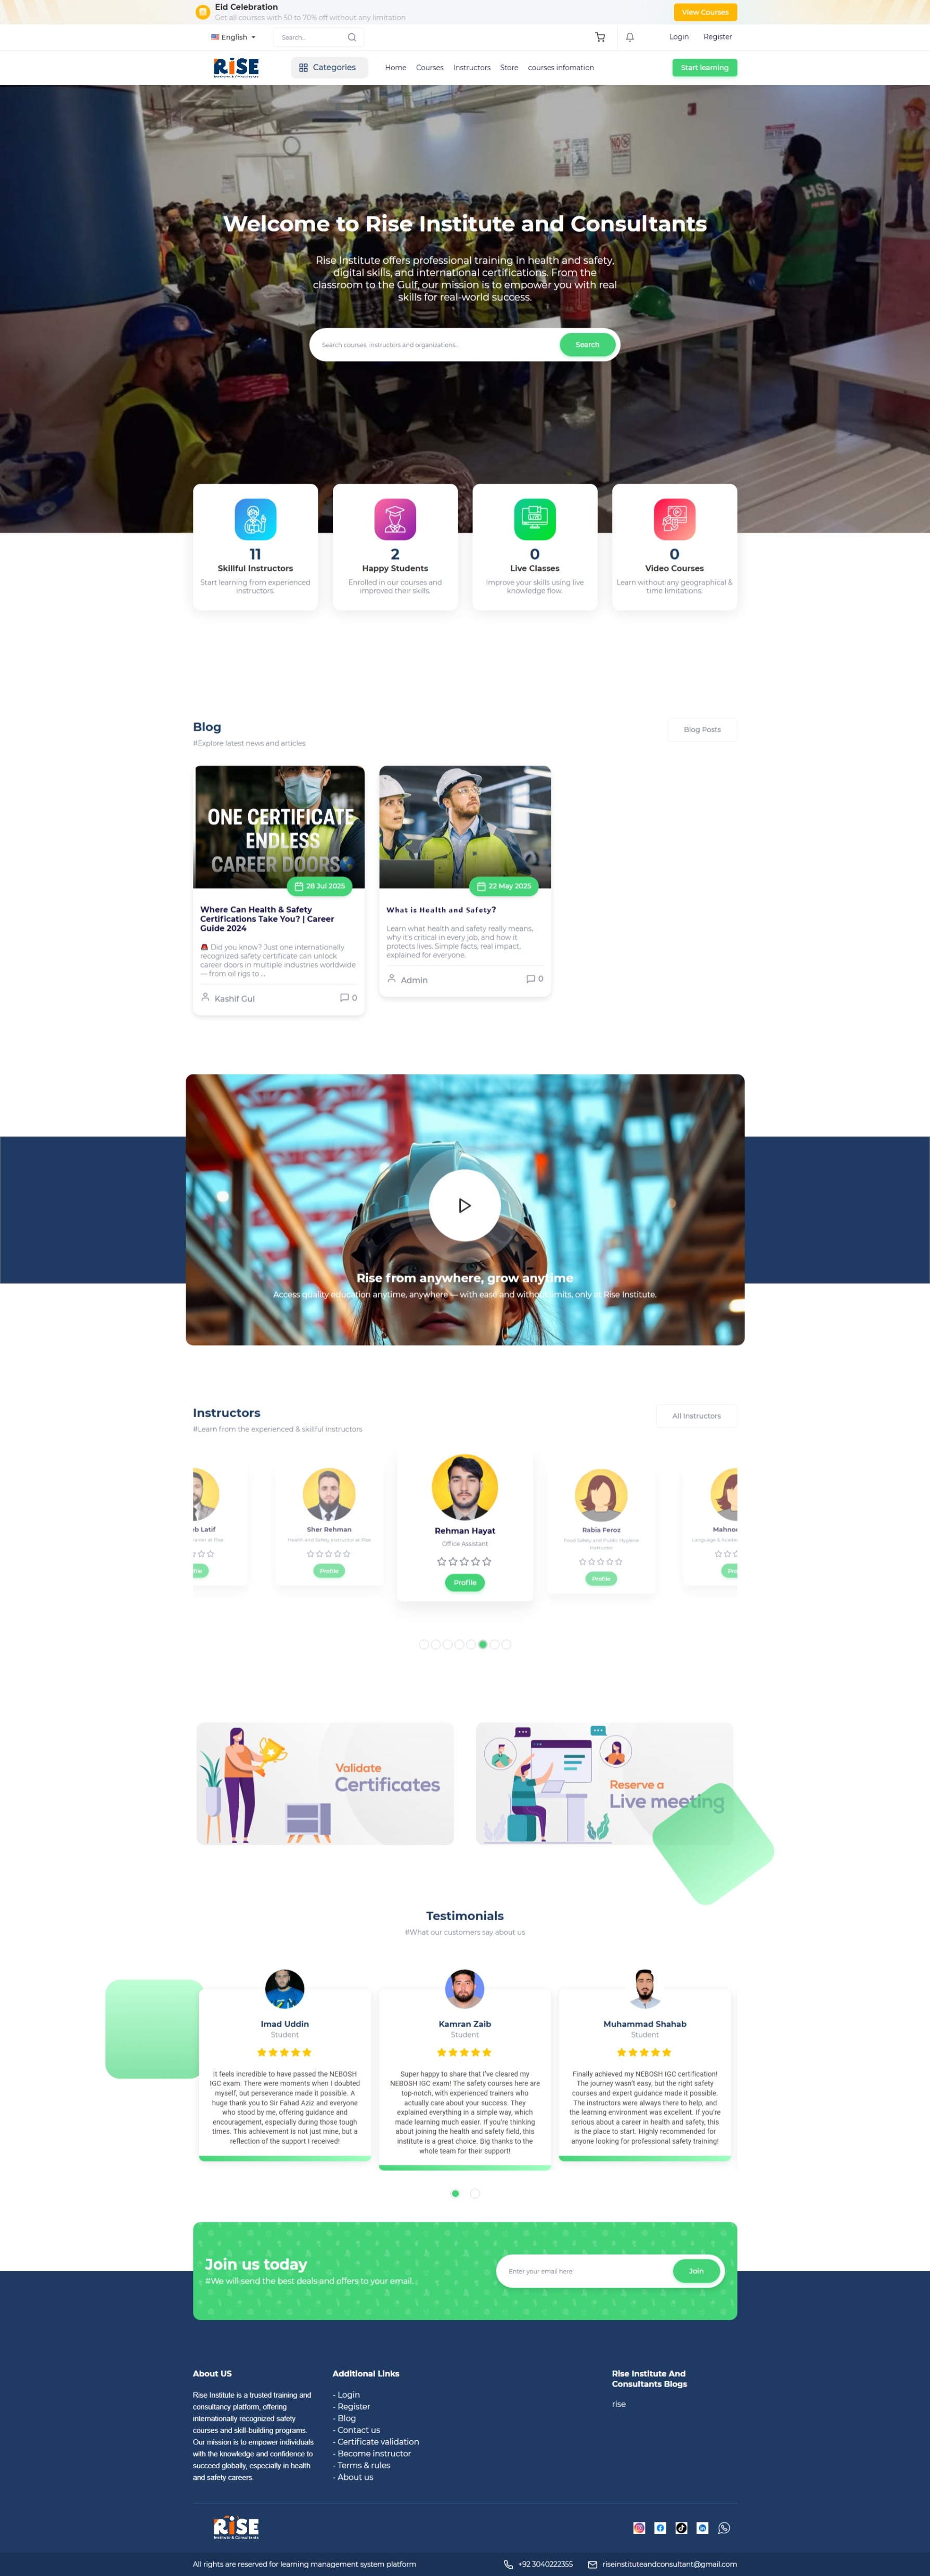 Eid Celebration
Get all courses with 50 to 70% off without any limitation
View Courses
English
Search...
Login
Register
RISE
Institute & Consultants
Categories
Home
Courses
Instructors
Store
courses infomation
Start learning
HSE
Welcome to Rise Institute and Consultants
Rise Institute offers professional training In health and safety,
digital skills, and international certifications. From the
classroom to the Gulf, our mission is to empower you with real
skills for real-world success.
Search courses, instructors and organizations...
Search
11
Skillful Instructors
Start learning from experienced
instructors.
2
Happy Students
Enrolled in our courses and
improved their skills.
0
Live Classes
Improve your skills using live
knowledge flow.
0
Video Courses
Learn without any geographical &
time limitations.
Blog
#Explore latest news and articles
Blog Posts
ONE CERTIFICATE
ENDLESS
CAREER DOORS
28 Jul 2025
Where Can Health & Safety
Certifications Take You? | Career
Guide 2024
Did you know? Just one internationally
recognized safety certificate can unlock
career doors in multiple industries worldwide
— from oil rigs to ...
Kashif Gul
0
22 May 2025
What is Health and Safety?
Learn what health and safety really means,
why it's critical in every job, and how it
protects lives. Simple facts, real impact,
explained for everyone.
Admin
0
Rise from anywhere, grow anytime
Access quality education anytime, anywhere — with ease and without limits, only at Rise Institute.
Instructors
#Learn from the experienced & skillful instructors
All Instructors
b Latif
Sher Rehman
Health and Safety Instructor at Rise
Profile
Rehman Hayat
Office Assistant
Profile
Rabia Feroz
Food Safety and Public Hygiene
Instructor
Profile
Mahnoo
Validate
Certificates
Reserve a
Live meeting
Testimonials
#What our customers say about us
Imad Uddin
Student
It feels incredible to have passed the NEBOSH
IGC exam. There were moments when I doubted
myself, but perseverance made it possible. A
huge thank you to Sir Fahad Aziz and everyone
who stood by me, offering guidance and
encouragement, especially during those tough
times. This achievement is not just mine, but a
reflection of the support I received!
Kamran Zaib
Student
Super happy to share that I've cleared my
NEBOSH IGC exam! The safety courses here are
top-notch, with experienced trainers who
actually care about your success. They
explained everything in a simple way, which
made learning much easier. If you're thinking
about joining the health and safety field, this
institute is a great choice. Big thanks to the
whole team for their support!
Muhammad Shahab
Student
Finally achieved my NEBOSH IGC certification!
The journey wasn't easy, but the right safety
courses and expert guidance made it possible.
The instructors were always there to help, and
the learning environment was excellent. If you're
serious about a career in health and safety, this
is the place to start. Highly recommended for
anyone looking for professional safety training!
Join us today
#We will send the best deals and offers to your email
Enter your email here
Join
About US
Rise Institute is a trusted training and
consultancy platform, offering
internationally recognized safety
courses and skill-building programs.
Our mission is to empower individuals
with the knowledge and confidence to
succeed globally, especially in health
and safety careers.
Additional Links
- Login
- Register
- Blog
- Contact us
- Certificate validation
- Become instructor
- Terms & rules
- About us
Rise Institute And
Consultants Blogs
rise
RISE
Institute & Consultants
All rights are reserved for learning management system platform
+92 3040222355
riseinstituteandconsultant@gmail.com